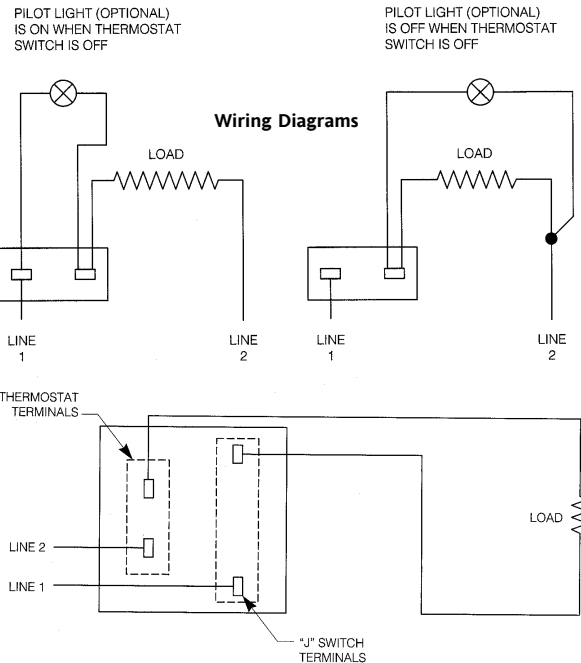 PILOT LIGHT (OPTIONAL)
IS ON WHEN THERMOSTAT
SWITCH IS OFF
PILOT LIGHT (OPTIONAL)
IS OFF WHEN THERMOSTAT
SWITCH IS OFF
Wiring Diagrams
LOAD
LOAD
LINE
1
LINE
2
LINE
1
LINE
2
THERMOSTAT
TERMINALS
LOAD
LINE 2
LINE 1
"J" SWITCH
TERMINALS